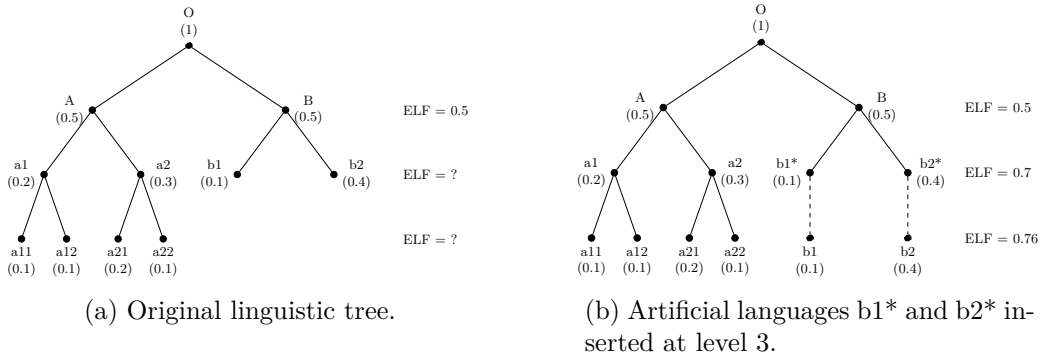 O
(1)
A
(0.5)
B
(0.5)
ELF = 0.5
a1
(0.2)
a2
(0.3)
b1
(0.1)
b2
(0.4)
ELF = ?
a11
(0.1)
a12
(0.1)
a21
(0.2)
a22
(0.1)
ELF = ?
(a) Original linguistic tree.
O
(1)
A
(0.5)
B
(0.5)
ELF = 0.5
a1
(0.2)
a2
(0.3)
b1*
(0.1)
b2*
(0.4)
ELF = 0.7
a11
(0.1)
a12
(0.1)
a21
(0.2)
a22
(0.1)
b1
(0.1)
b2
(0.4)
ELF = 0.76
(b) Artificial languages b1* and b2* in-
serted at level 3.